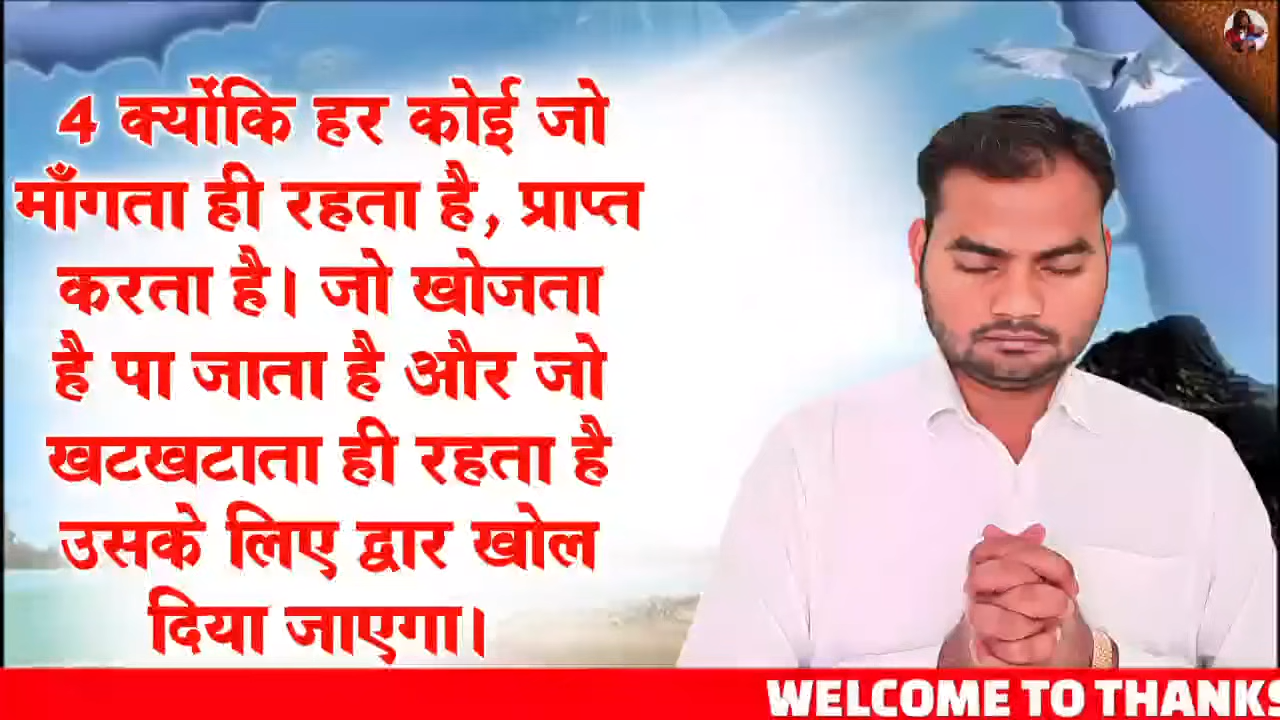 4 क्योंकि हर कोई जो
माँगता ही रहता है, प्राप्त
करता है। जो खोजता
है पा जाता है और जो
खटखटाता ही रहता है
उसके लिए द्वार खोल
दिया जाएगा।
WELCOME TO THANKS